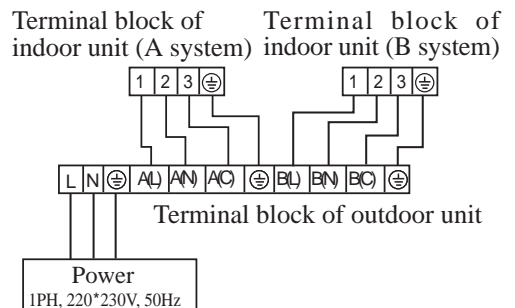 Terminal block of
indoor unit (A system)
Terminal block of
indoor unit (B system)
1 2 3
1 2 3
L N A(L) A(N) A(C) B(L) B(N) B(C)
Terminal block of outdoor unit
Power
1PH, 220*230V, 50Hz